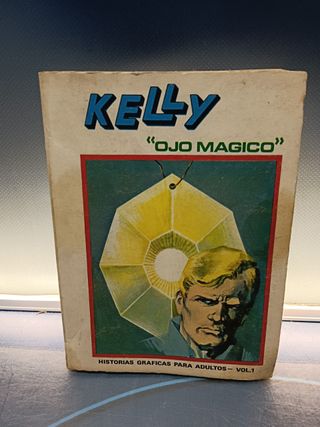 KELLY
"OJO MAGICO"
HISTORIAS GRAFICAS PARA ADULTOS - VOL.1